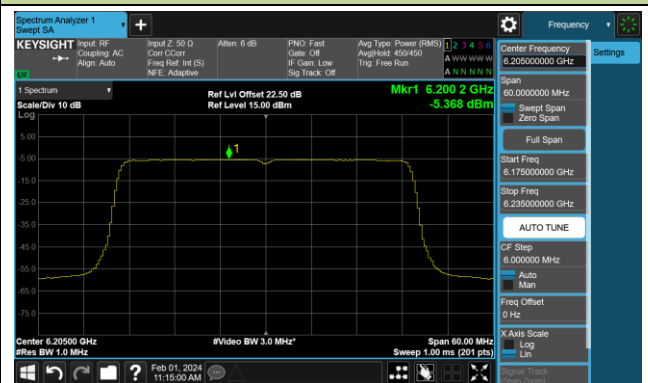 Spectrum Analyzer 1
Swept SA
Frequency
KEYSIGHT
Input: RF
Coupling: AC
Align: Auto
Input Z: 50 Ω
Corr CCorr
Freq Ref: Int (S)
NFE: Adaptive
Atten: 6 dB
PNO: Fast
Gate: Off
IF Gain: Low
Sig Track: Off
Avg Type: Power (RMS)
Avg|Hold: 450/450
Trig: Free Run
1 2 3 4 5 6
A WW WW W
A N N N N N
LXI
1 Spectrum
Scale/Div 10 dB
Log
Ref Lvl Offset 22.50 dB
Ref Level 15.00 dBm
Mkr1 6.200 2 GHz
-5.368 dBm
5.00
-5.00
-15.0
-25.0
-35.0
-45.0
-55.0
-65.0
-75.0
1
Center 6.20500 GHz
#Res BW 1.0 MHz
#Video BW 3.0 MHz*
Span 60.00 MHz
Sweep 1.00 ms (201 pts)
Feb 01, 2024
11:15:00 AM
Center Frequency
6.20500000 GHz
Settings
Span
60.0000000 MHz
Swept Span
Zero Span
Full Span
Start Freq
6.17500000 GHz
Stop Freq
6.23500000 GHz
AUTO TUNE
CF Step
6.000000 MHz
Auto
Man
Freq Offset
0 Hz
X Axis Scale
Log
Lin
Signal Track
(Span Zoom)